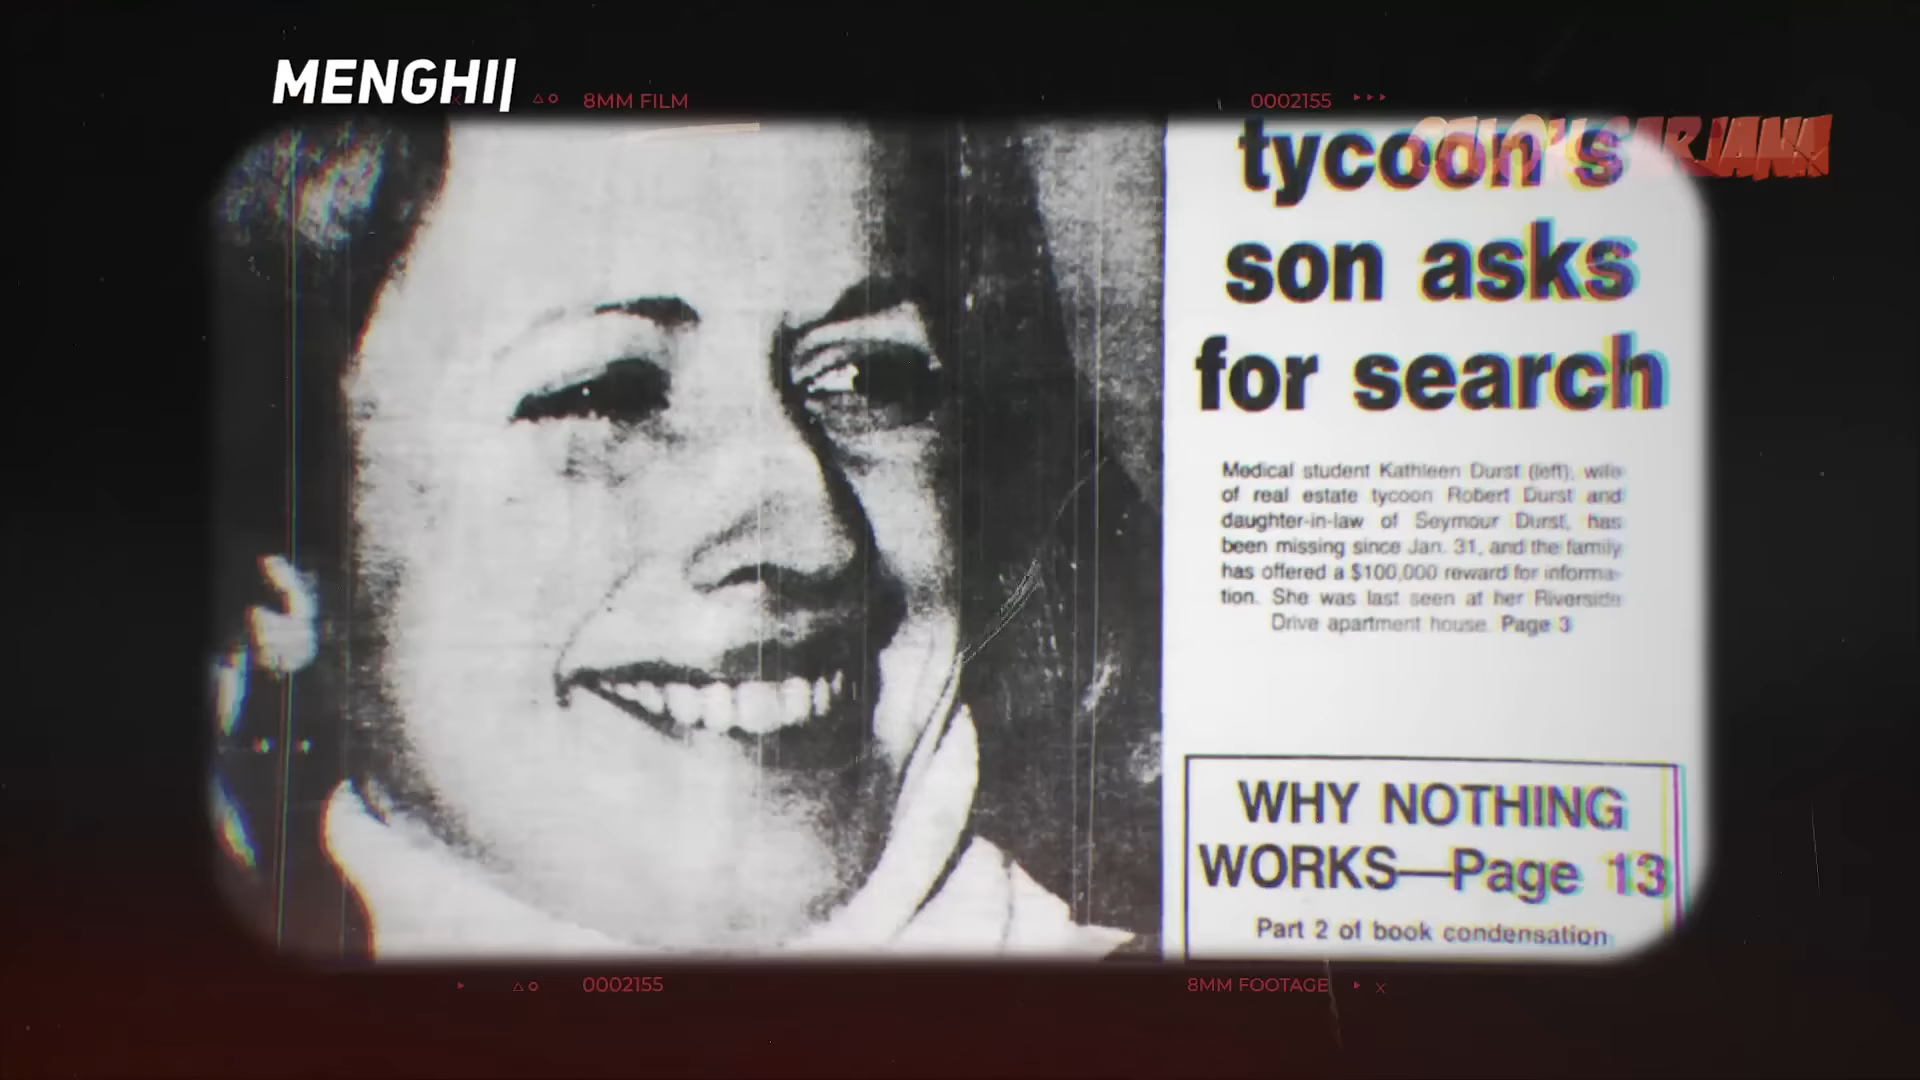 MENGHI|
8MM FILM
0002155
tycoon's
son asks
for search
Medical student Kathleen Durst (left), wife
of real estate tycoon Robert Durst and
daughter-in-law of Seymour Durst, has
been missing since Jan. 31, and the family
has offered a $100,000 reward for informa-
tion. She was last seen at her Riverside
Drive apartment house. Page 3
WHY NOTHING
WORKS—Page 13
Part 2 of book condensation
0002155
8MM FOOTAGE